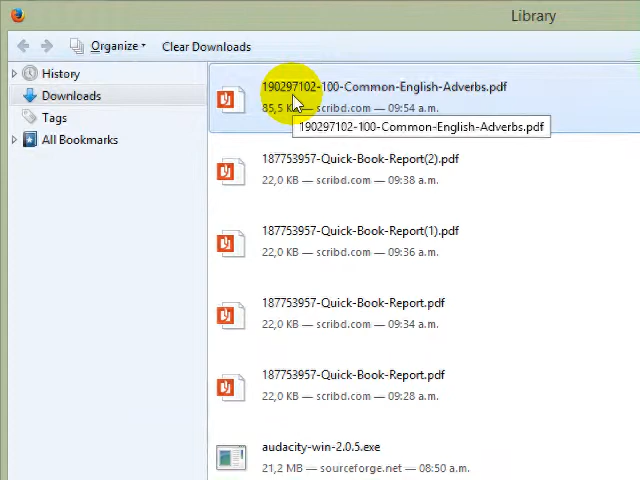 Library
Organize
Clear Downloads
History
Downloads
Tags
All Bookmarks
190297102-100-Common-English-Adverbs.pdf
85,5 KB — scribd.com — 09:54 a.m.
190297102-100-Common-English-Adverbs.pdf
187753957-Quick-Book-Report(2).pdf
22,0 KB — scribd.com — 09:38 a.m.
187753957-Quick-Book-Report(1).pdf
22,0 KB — scribd.com — 09:36 a.m.
187753957-Quick-Book-Report.pdf
22,0 KB — scribd.com — 09:34 a.m.
187753957-Quick-Book-Report.pdf
22,0 KB — scribd.com — 09:28 a.m.
audacity-win-2.0.5.exe
21,2 MB — sourceforge.net — 08:50 a.m.